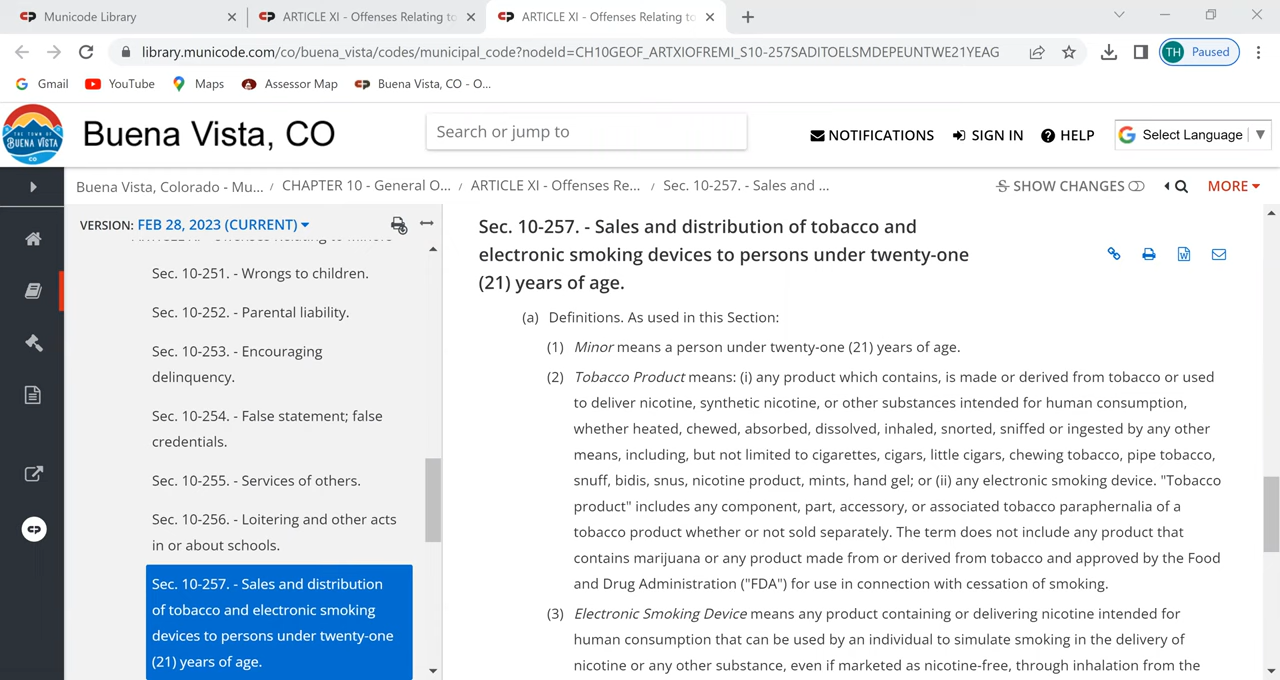 Municode Library
ARTICLE XI - Offenses Relating to
ARTICLE XI - Offenses Relating to
library.municode.com/co/buena_vista/codes/municipal_code?nodeId=CH10GEOF_ARTXIOFREMI_S10-257SADITOELSMDEPEUNTWE21YEAG
TH Paused
Gmail YouTube Maps Assessor Map Buena Vista, CO - O...
THE TOWN OF
BUENA VISTA
CO
Buena Vista, CO
Search or jump to
NOTIFICATIONS SIGN IN HELP
Select Language
Buena Vista, Colorado - Mu... / CHAPTER 10 - General O... / ARTICLE XI - Offenses Re... / Sec. 10-257. - Sales and ...
SHOW CHANGES
MORE
VERSION: FEB 28, 2023 (CURRENT)
Sec. 10-251. - Wrongs to children.
Sec. 10-252. - Parental liability.
Sec. 10-253. - Encouraging
delinquency.
Sec. 10-254. - False statement; false
credentials.
Sec. 10-255. - Services of others.
Sec. 10-256. - Loitering and other acts
in or about schools.
Sec. 10-257. - Sales and distribution
of tobacco and electronic smoking
devices to persons under twenty-one
(21) years of age.
Sec. 10-257. - Sales and distribution of tobacco and
electronic smoking devices to persons under twenty-one
(21) years of age.
(a) Definitions. As used in this Section:
(1) Minor means a person under twenty-one (21) years of age.
(2) Tobacco Product means: (i) any product which contains, is made or derived from tobacco or used
to deliver nicotine, synthetic nicotine, or other substances intended for human consumption,
whether heated, chewed, absorbed, dissolved, inhaled, snorted, sniffed or ingested by any other
means, including, but not limited to cigarettes, cigars, little cigars, chewing tobacco, pipe tobacco,
snuff, bidis, snus, nicotine product, mints, hand gel; or (ii) any electronic smoking device. "Tobacco
product" includes any component, part, accessory, or associated tobacco paraphernalia of a
tobacco product whether or not sold separately. The term does not include any product that
contains marijuana or any product made from or derived from tobacco and approved by the Food
and Drug Administration ("FDA") for use in connection with cessation of smoking.
(3) Electronic Smoking Device means any product containing or delivering nicotine intended for
human consumption that can be used by an individual to simulate smoking in the delivery of
nicotine or any other substance, even if marketed as nicotine-free, through inhalation from the